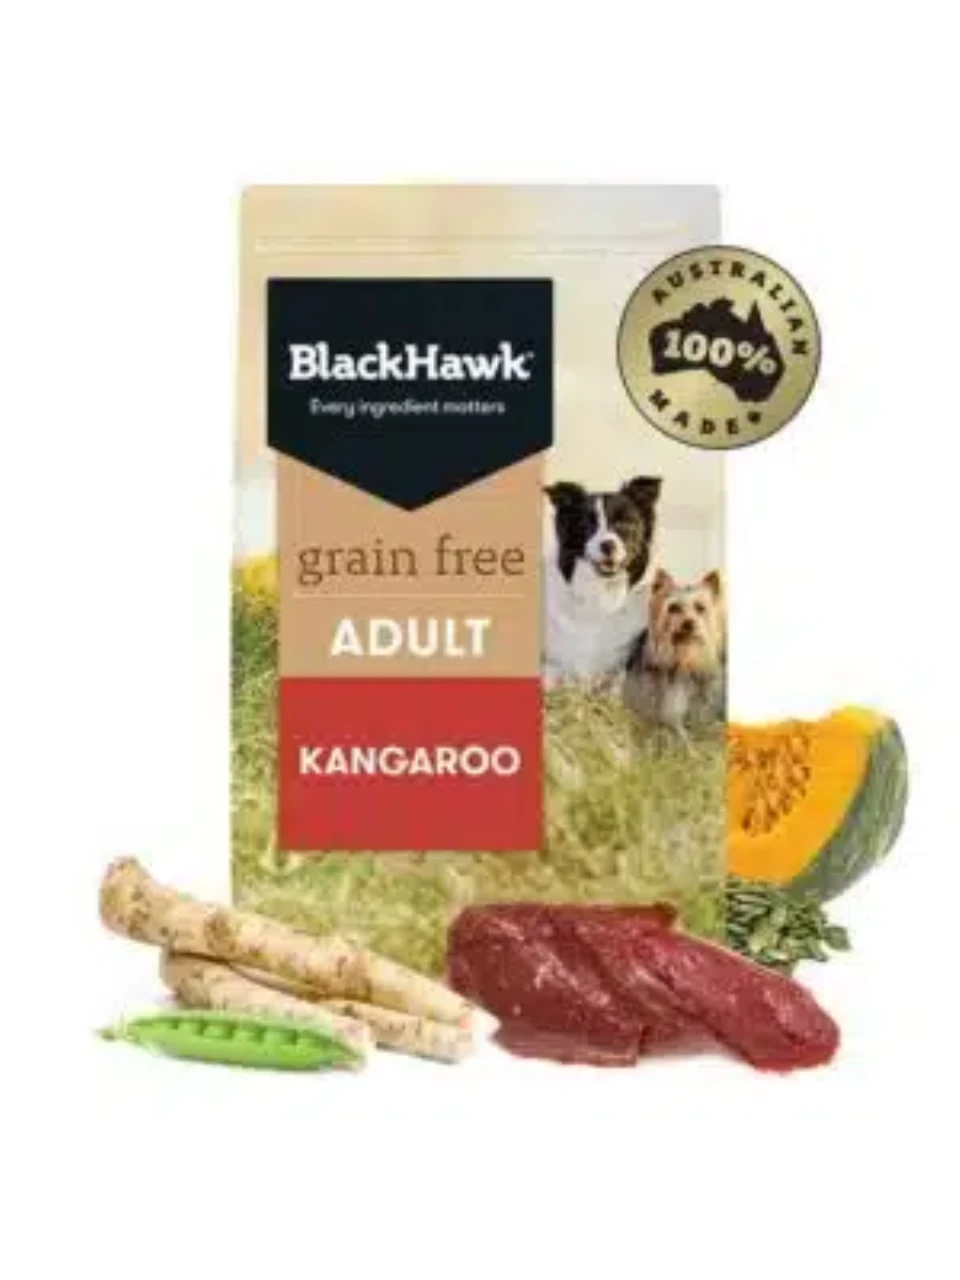 BlackHawk
Every ingredient matters
grain free
ADULT
KANGAROO
AUSTRALIAN
100%
MADE